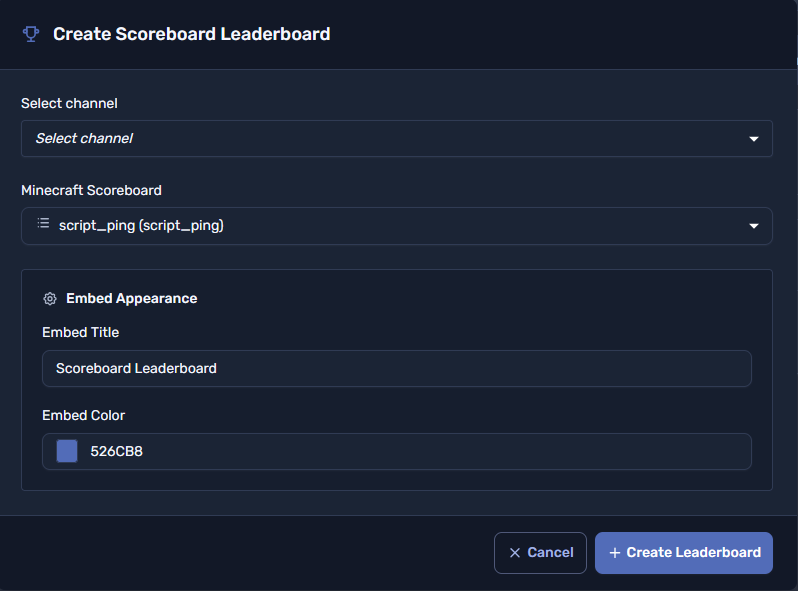 Create Scoreboard Leaderboard
Select channel
Select channel
Minecraft Scoreboard
script_ping (script_ping)
Embed Appearance
Embed Title
Scoreboard Leaderboard
Embed Color
526CB8
Cancel
Create Leaderboard